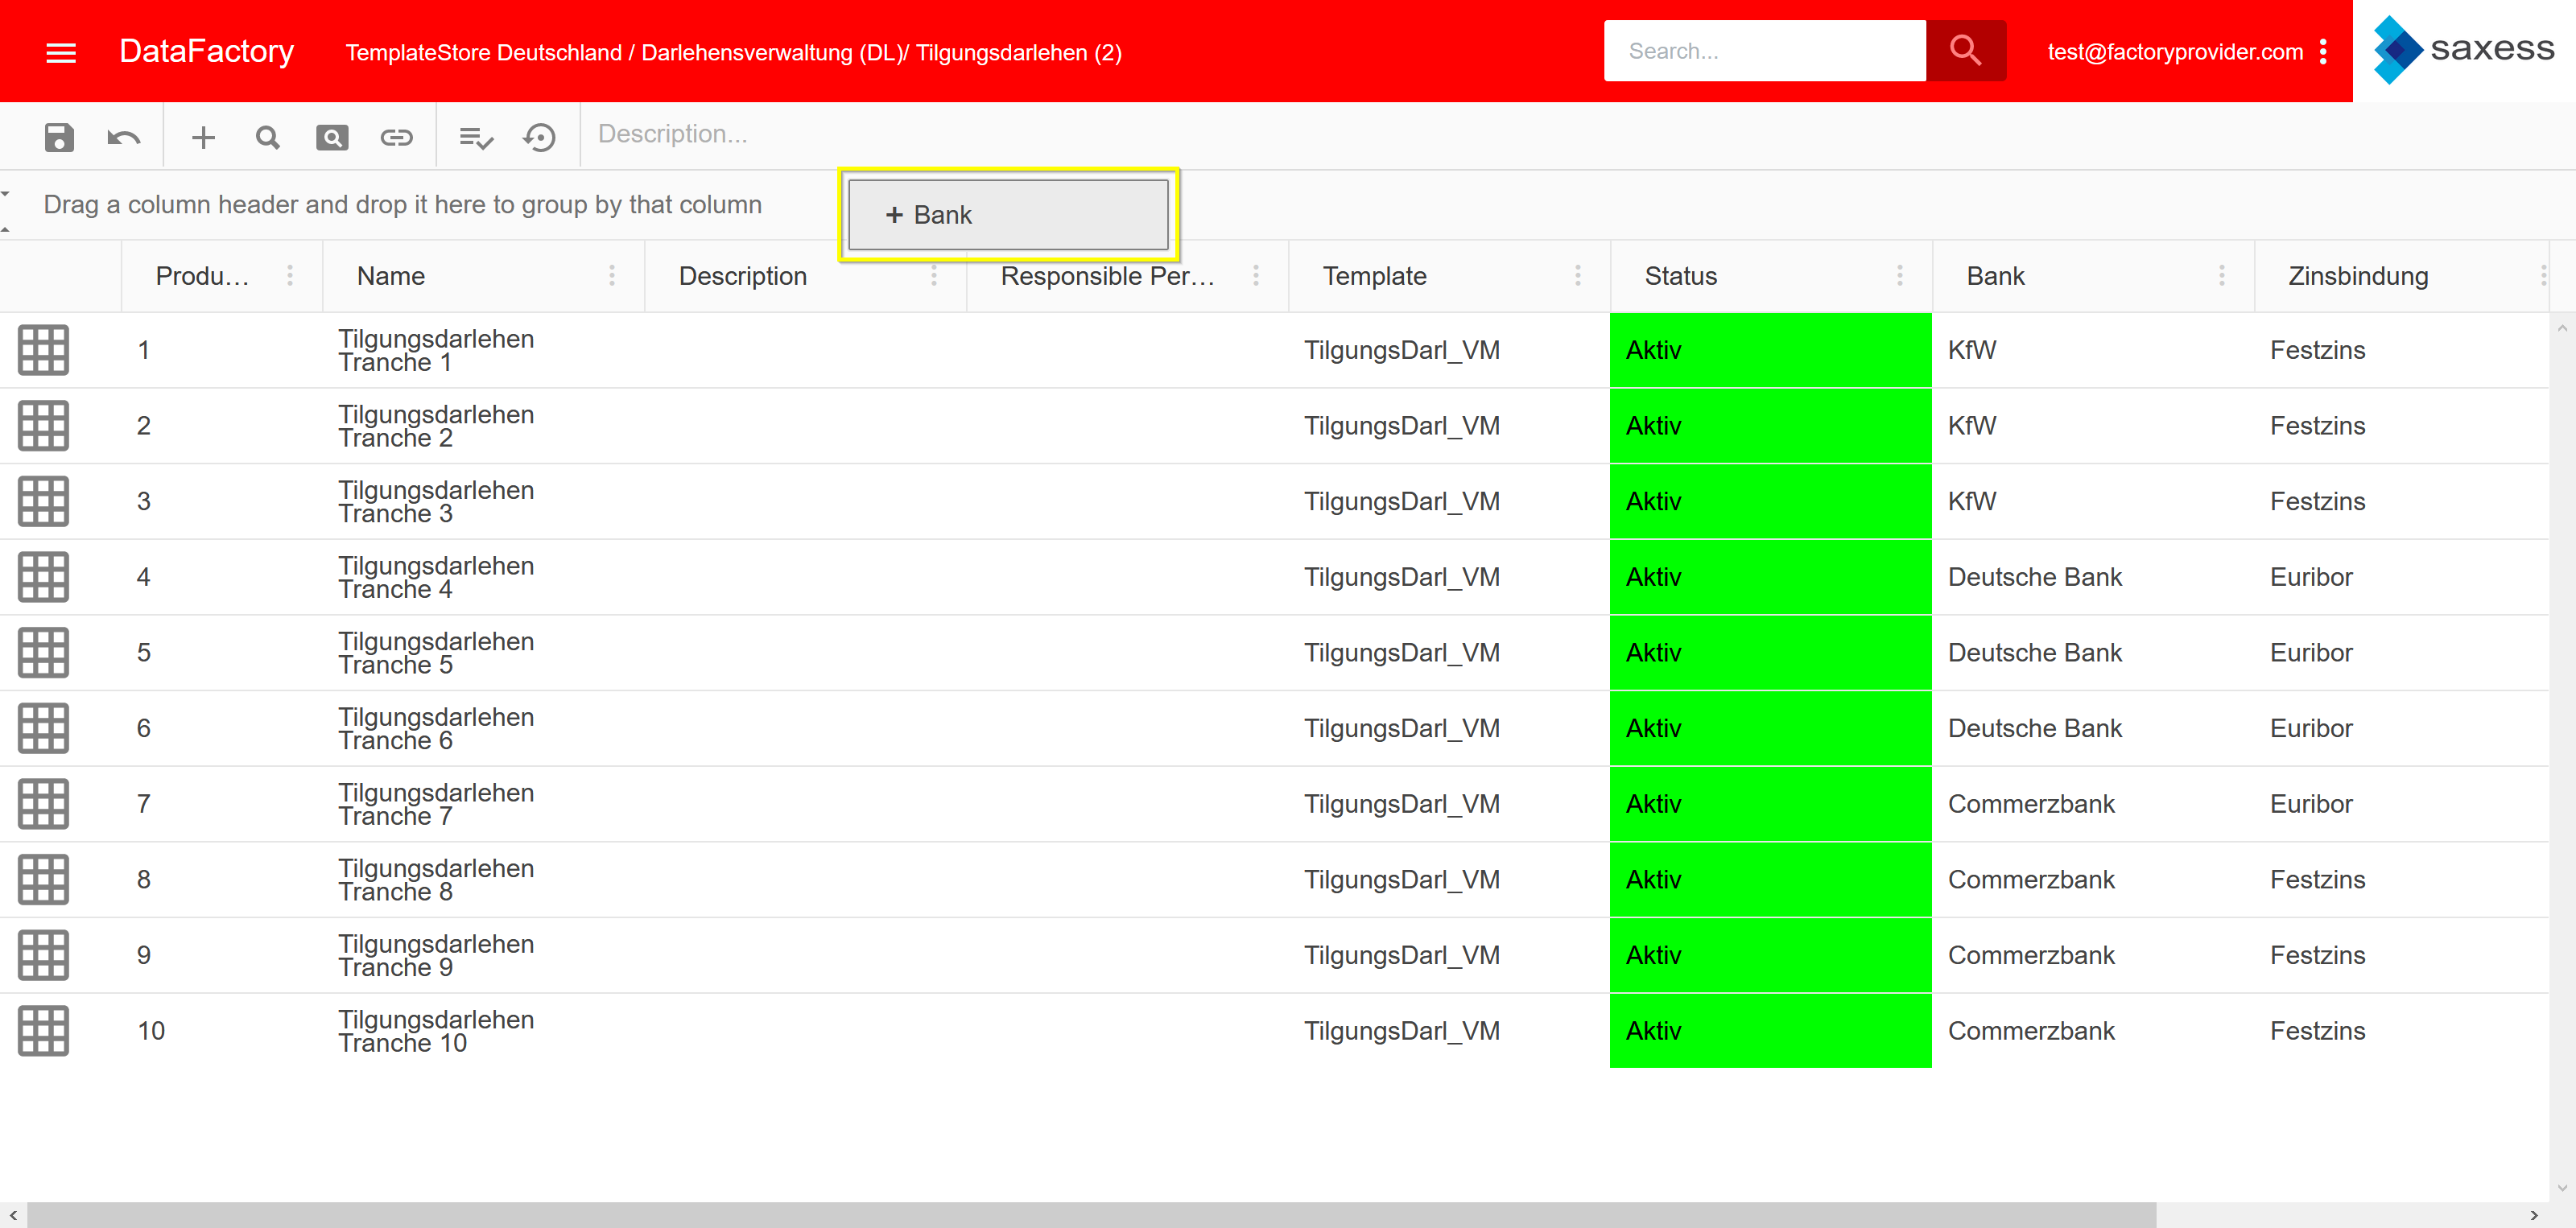 DataFactory
TemplateStore Deutschland / Darlehensverwaltung (DL)/ Tilgungsdarlehen (2)
Search...
test@factoryprovider.com
saxess
Description...
Drag a column header and drop it here to group by that column
+ Bank
Produ... Name Description Responsible Per... Template Status Bank Zinsbindung
1 Tilgungsdarlehen Tranche 1 TilgungsDarl_VM Aktiv KfW Festzins
2 Tilgungsdarlehen Tranche 2 TilgungsDarl_VM Aktiv KfW Festzins
3 Tilgungsdarlehen Tranche 3 TilgungsDarl_VM Aktiv KfW Festzins
4 Tilgungsdarlehen Tranche 4 TilgungsDarl_VM Aktiv Deutsche Bank Euribor
5 Tilgungsdarlehen Tranche 5 TilgungsDarl_VM Aktiv Deutsche Bank Euribor
6 Tilgungsdarlehen Tranche 6 TilgungsDarl_VM Aktiv Deutsche Bank Euribor
7 Tilgungsdarlehen Tranche 7 TilgungsDarl_VM Aktiv Commerzbank Euribor
8 Tilgungsdarlehen Tranche 8 TilgungsDarl_VM Aktiv Commerzbank Festzins
9 Tilgungsdarlehen Tranche 9 TilgungsDarl_VM Aktiv Commerzbank Festzins
10 Tilgungsdarlehen Tranche 10 TilgungsDarl_VM Aktiv Commerzbank Festzins